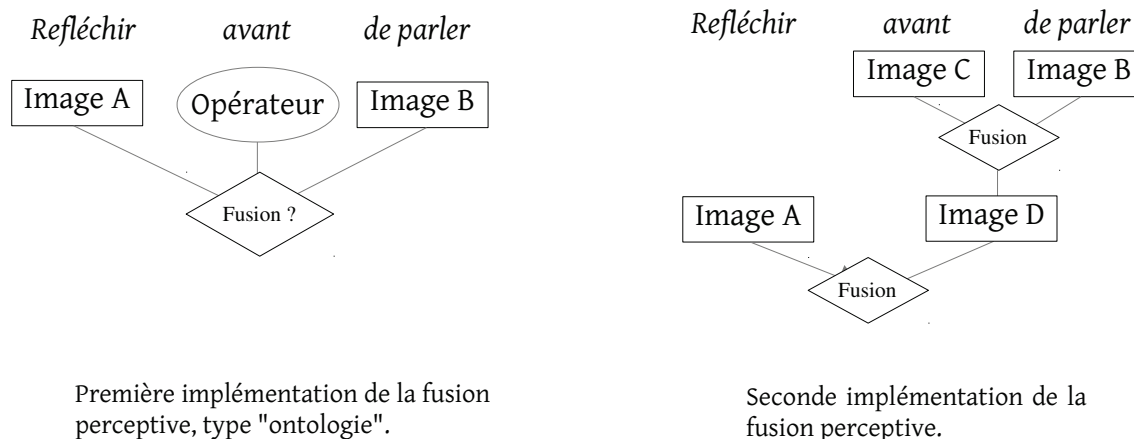 Refléchir avant de parler
Image A Opérateur Image B
Fusion ?
Première implémentation de la fusion
perceptive, type "ontologie".
Refléchir avant de parler
Image C Image B
Fusion
Image A Image D
Fusion
Seconde implémentation de la
fusion perceptive.